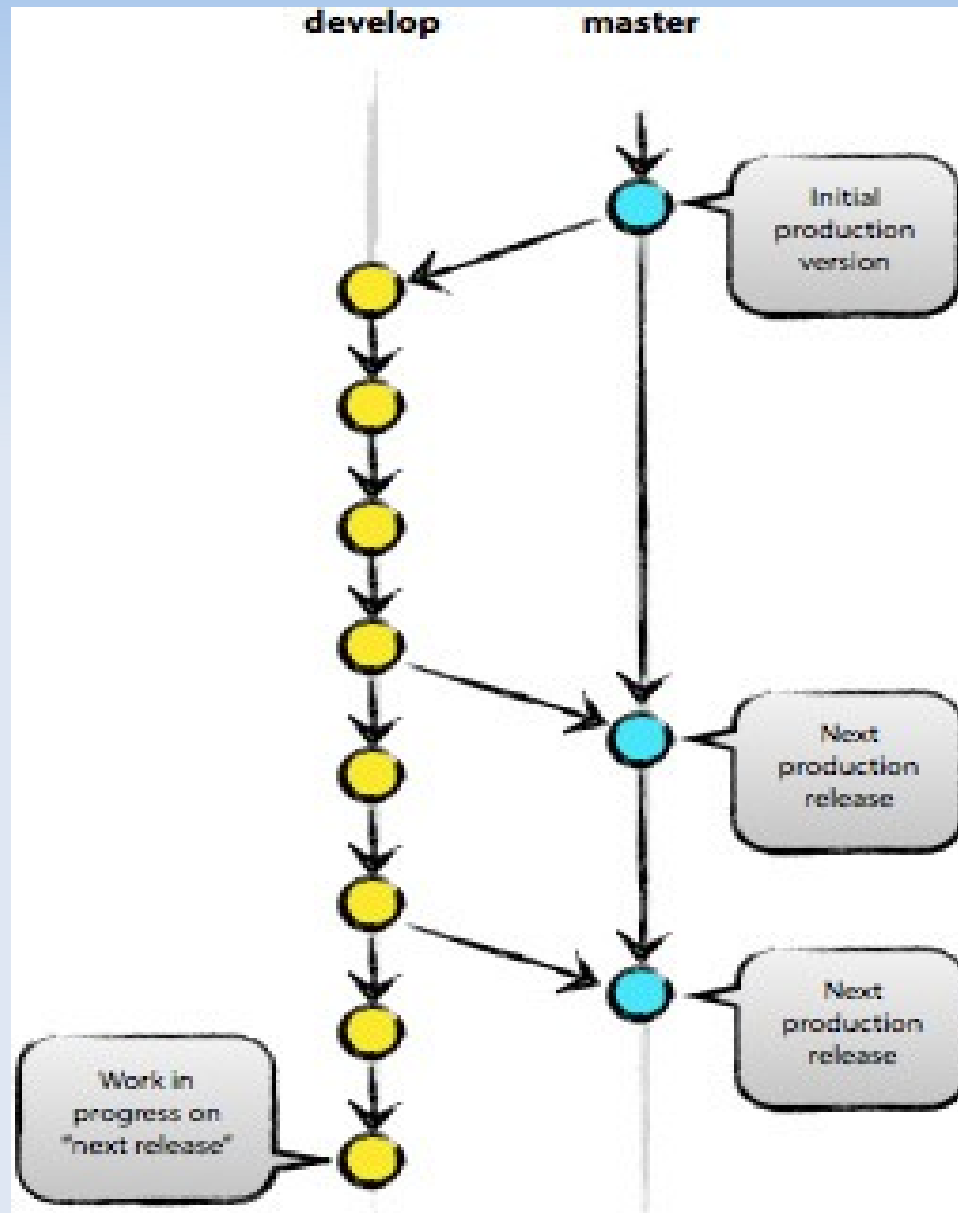 develop
master
Initial
production
version
Next
production
release
Next
production
release
Work in
progress on
"next release"